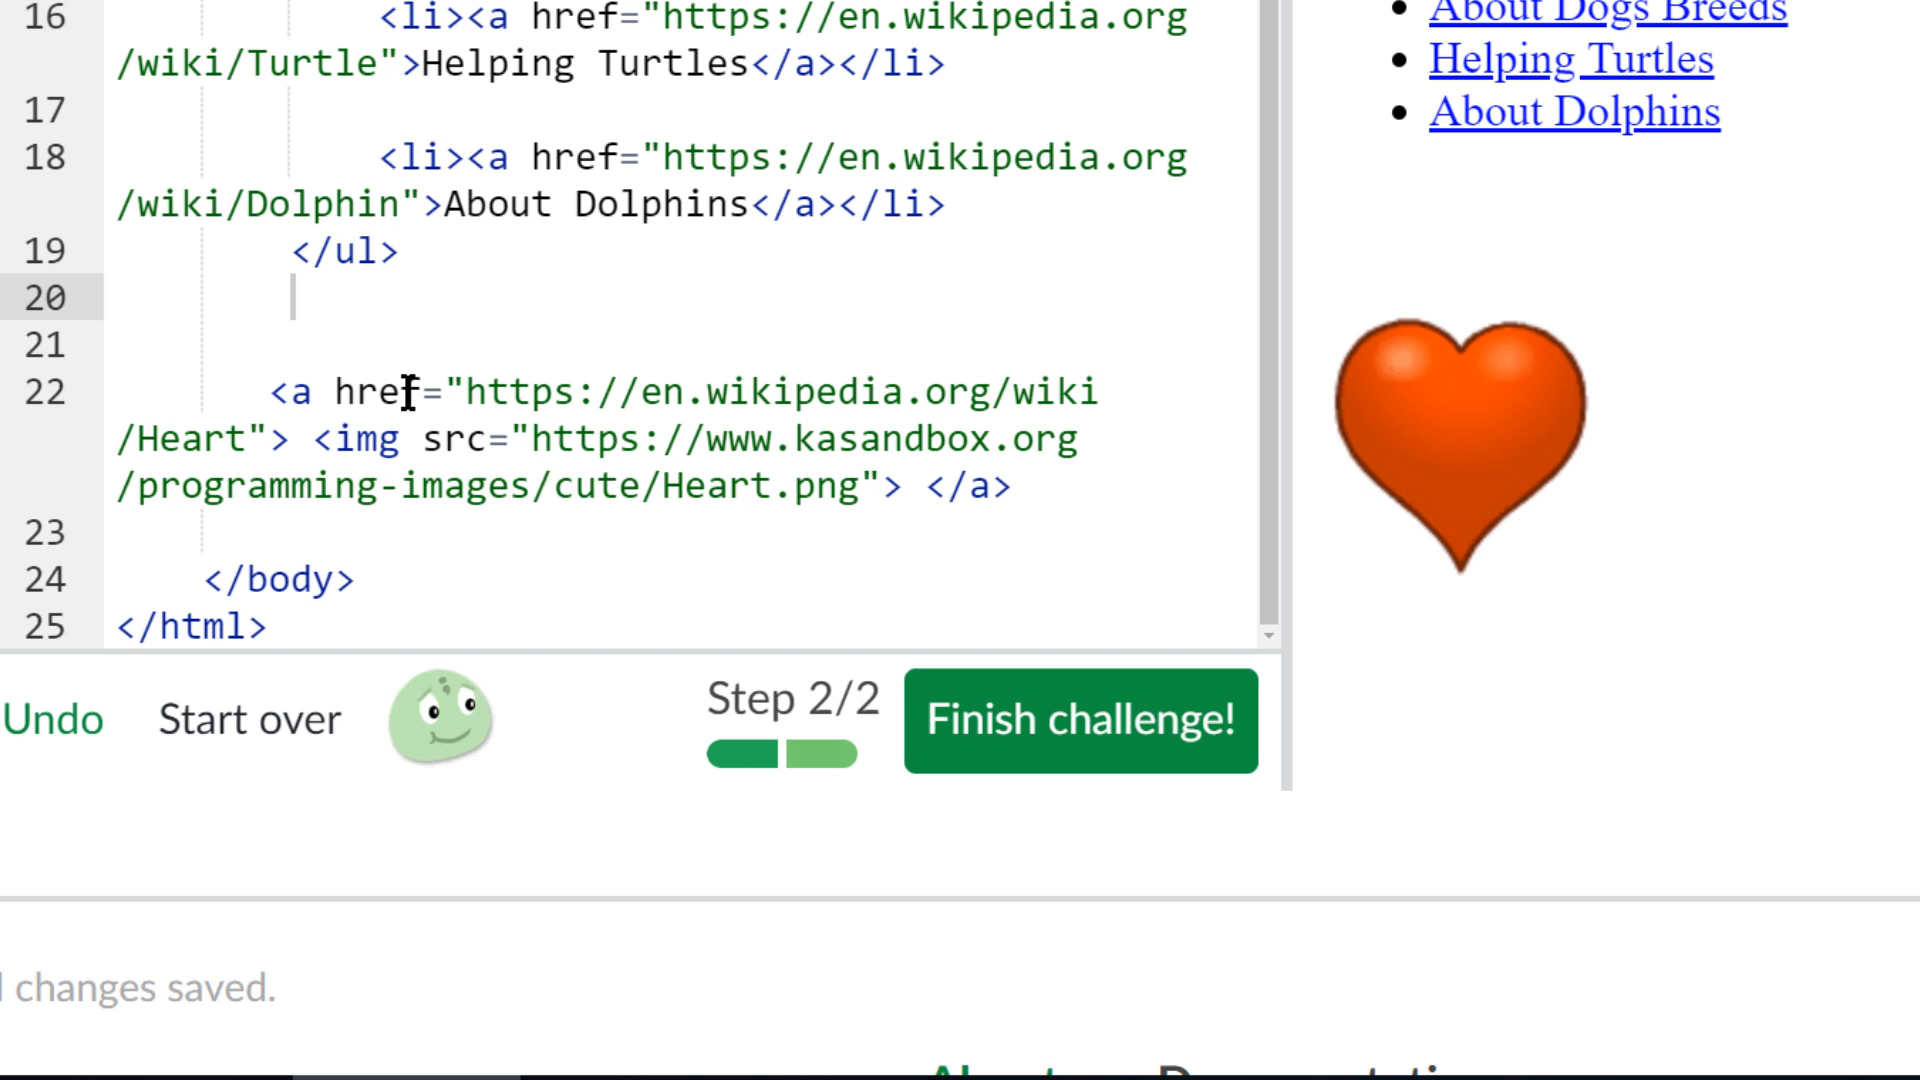 16 <li><a href="https://en.wikipedia.org
/wiki/Turtle">Helping Turtles</a></li>
17
18 <li><a href="https://en.wikipedia.org
/wiki/Dolphin">About Dolphins</a></li>
19 </ul>
20
21
22 <a href="https://en.wikipedia.org/wiki
/Heart"> <img src="https://www.kasandbox.org
/programming-images/cute/Heart.png"> </a>
23
24 </body>
25 </html>
Undo Start over Step 2/2 Finish challenge!
changes saved.
About Dogs Breeds
Helping Turtles
About Dolphins